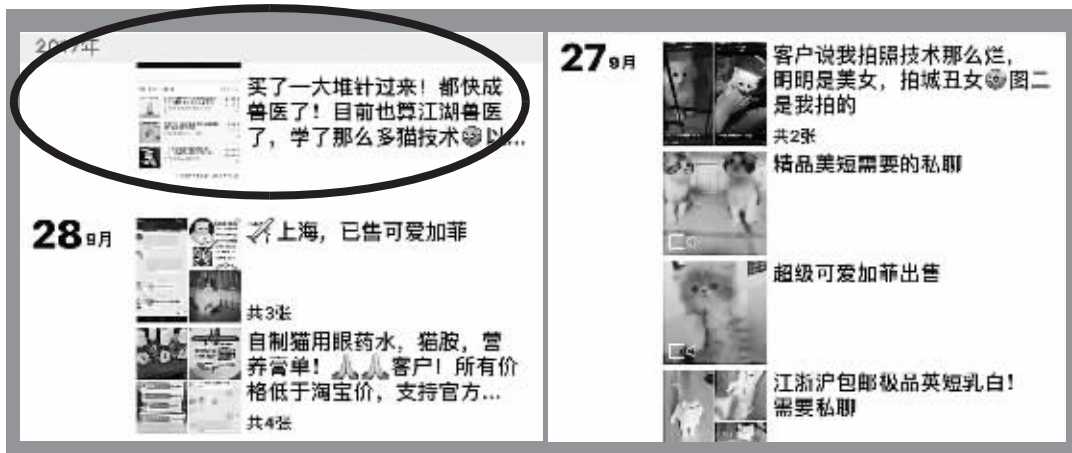 2017年
买了一大堆针过来！都快成
兽医了！目前也算江湖兽医
了，学了那么多猫技术以...
28 9月
上海，已售可爱加菲
共3张
自制猫用眼药水，猫胺，营
养膏单！🙏🙏客户！所有价
格低于淘宝价，支持官方...
共4张
27 9月
客户说我拍照技术那么烂，
明明是美女，拍城丑女图二
是我拍的
共2张
精品美短需要的私聊
超级可爱加菲出售
江浙沪包邮极品英短乳白！
需要私聊